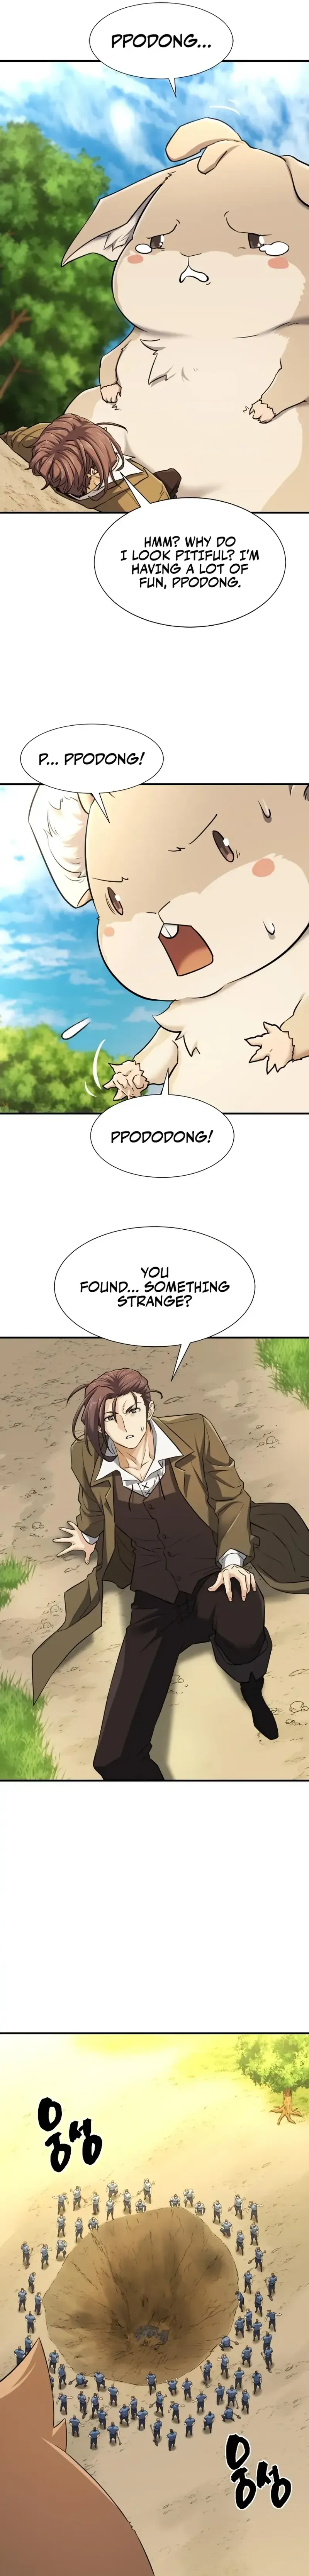 PPODONG...
HMM? WHY DO
I LOOK PITIFUL? I'M
HAVING A LOT OF
FUN, PPODONG.
P... PPODONG!
PPODODONG!
YOU
FOUND... SOMETHING
STRANGE?
웅성
웅성